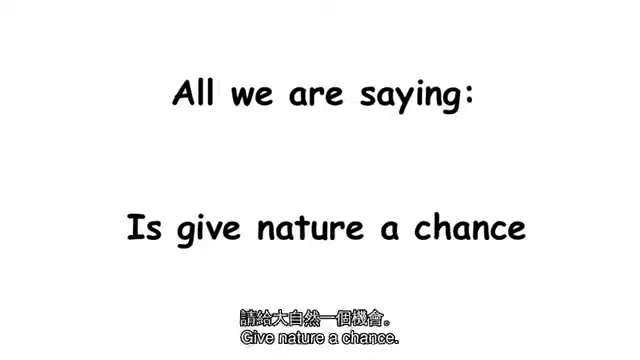 All we are saying:
Is give nature a chance
請給大自然一個機會。
Give nature a chance.